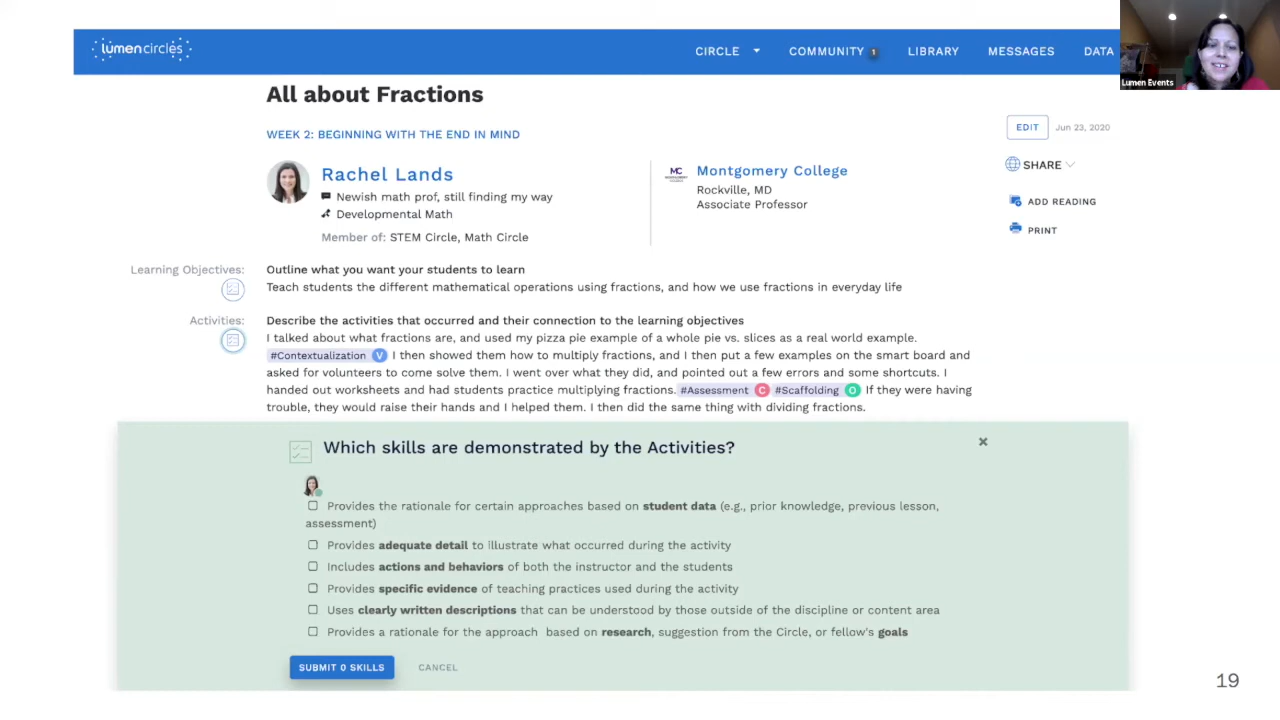 lumencircles
CIRCLE
COMMUNITY 1
LIBRARY
MESSAGES
DATA
Lumen Events
All about Fractions
WEEK 2: BEGINNING WITH THE END IN MIND
EDIT
Jun 23, 2020
SHARE
ADD READING
PRINT
Rachel Lands
Newish math prof, still finding my way
Developmental Math
Member of: STEM Circle, Math Circle
MC
Montgomery College
Rockville, MD
Associate Professor
Learning Objectives:
Outline what you want your students to learn
Teach students the different mathematical operations using fractions, and how we use fractions in everyday life
Activities:
Describe the activities that occurred and their connection to the learning objectives
I talked about what fractions are, and used my pizza pie example of a whole pie vs. slices as a real world example.
#Contextualization V I then showed them how to multiply fractions, and I then put a few examples on the smart board and
asked for volunteers to come solve them. I went over what they did, and pointed out a few errors and some shortcuts. I
handed out worksheets and had students practice multiplying fractions. #Assessment C #Scaffolding O If they were having
trouble, they would raise their hands and I helped them. I then did the same thing with dividing fractions.
Which skills are demonstrated by the Activities?
Provides the rationale for certain approaches based on student data (e.g., prior knowledge, previous lesson,
assessment)
Provides adequate detail to illustrate what occurred during the activity
Includes actions and behaviors of both the instructor and the students
Provides specific evidence of teaching practices used during the activity
Uses clearly written descriptions that can be understood by those outside of the discipline or content area
Provides a rationale for the approach based on research, suggestion from the Circle, or fellow's goals
SUBMIT 0 SKILLS
CANCEL
19